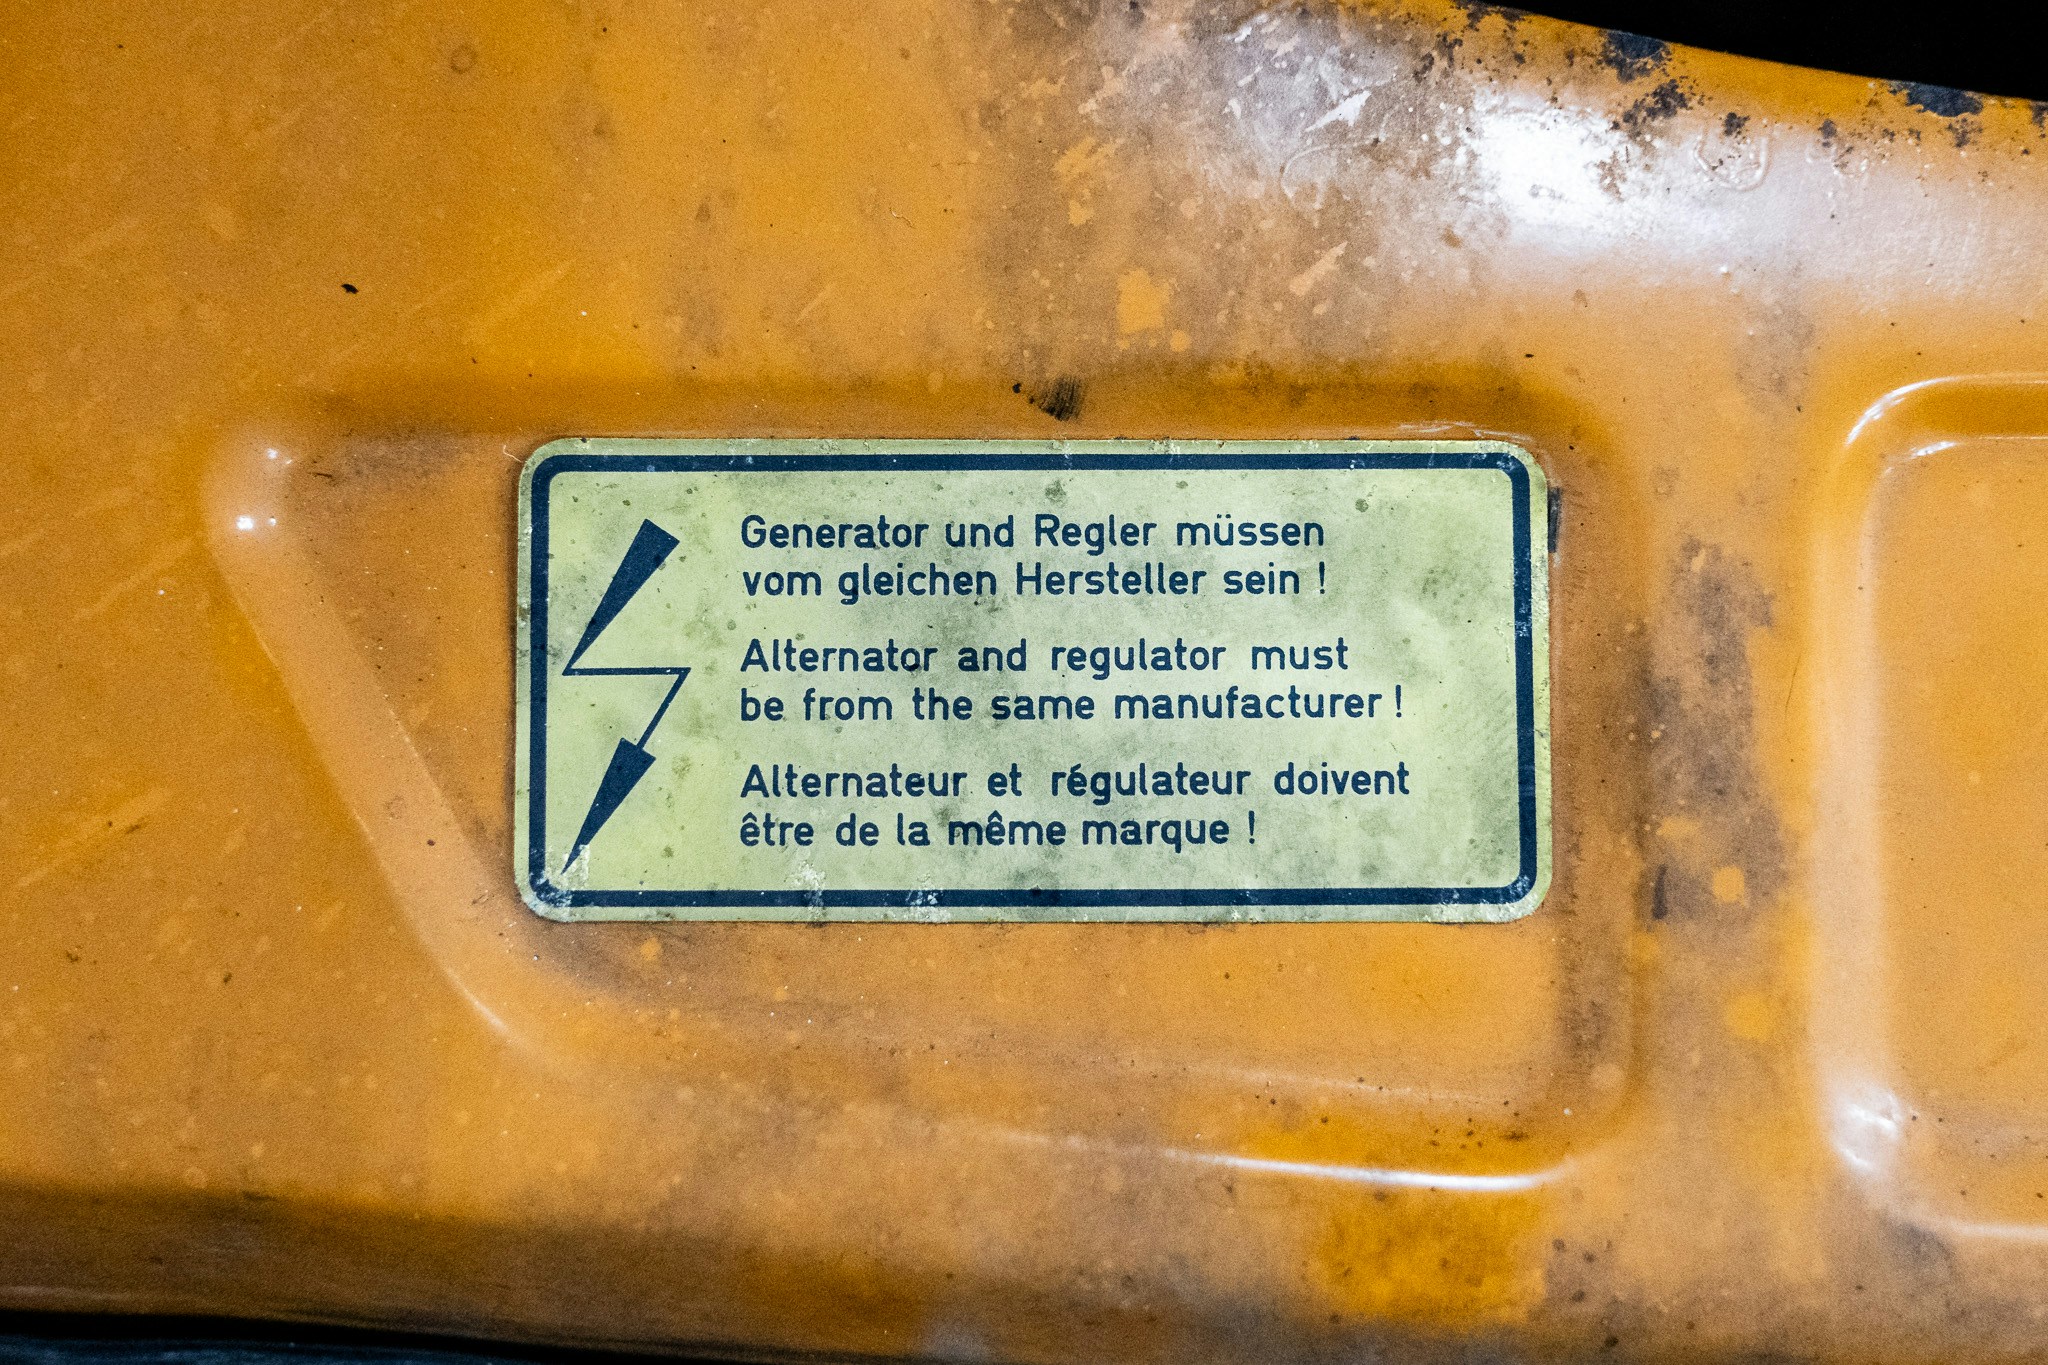 Generator und Regler müssen
vom gleichen Hersteller sein !
Alternator and regulator must
be from the same manufacturer !
Alternateur et régulateur doivent
être de la même marque !